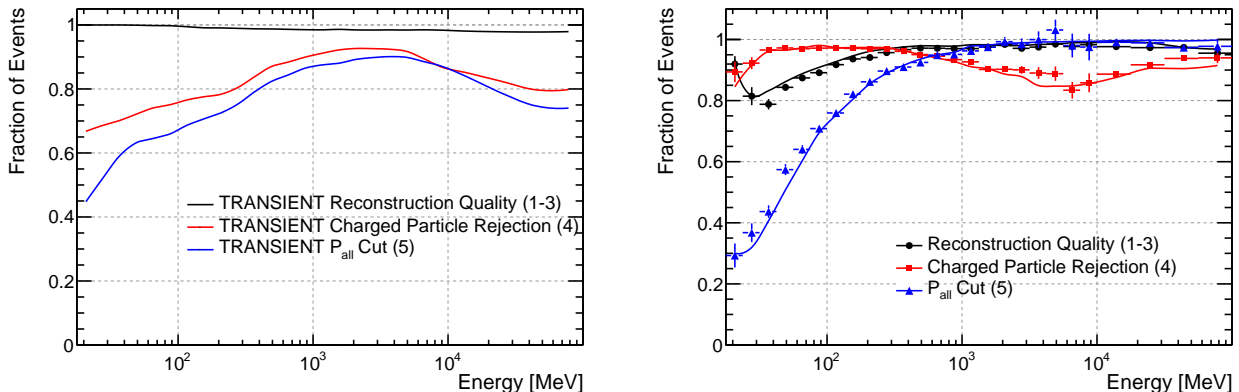 Fraction of Events
1
0.8
0.6
0.4
0.2
0
TRANSIENT Reconstruction Quality (1-3)
TRANSIENT Charged Particle Rejection (4)
TRANSIENT P_all Cut (5)
10^2
10^3
10^4
Energy [MeV]
Fraction of Events
1
0.8
0.6
0.4
0.2
0
Reconstruction Quality (1-3)
Charged Particle Rejection (4)
P_all Cut (5)
10^2
10^3
10^4
Energy [MeV]